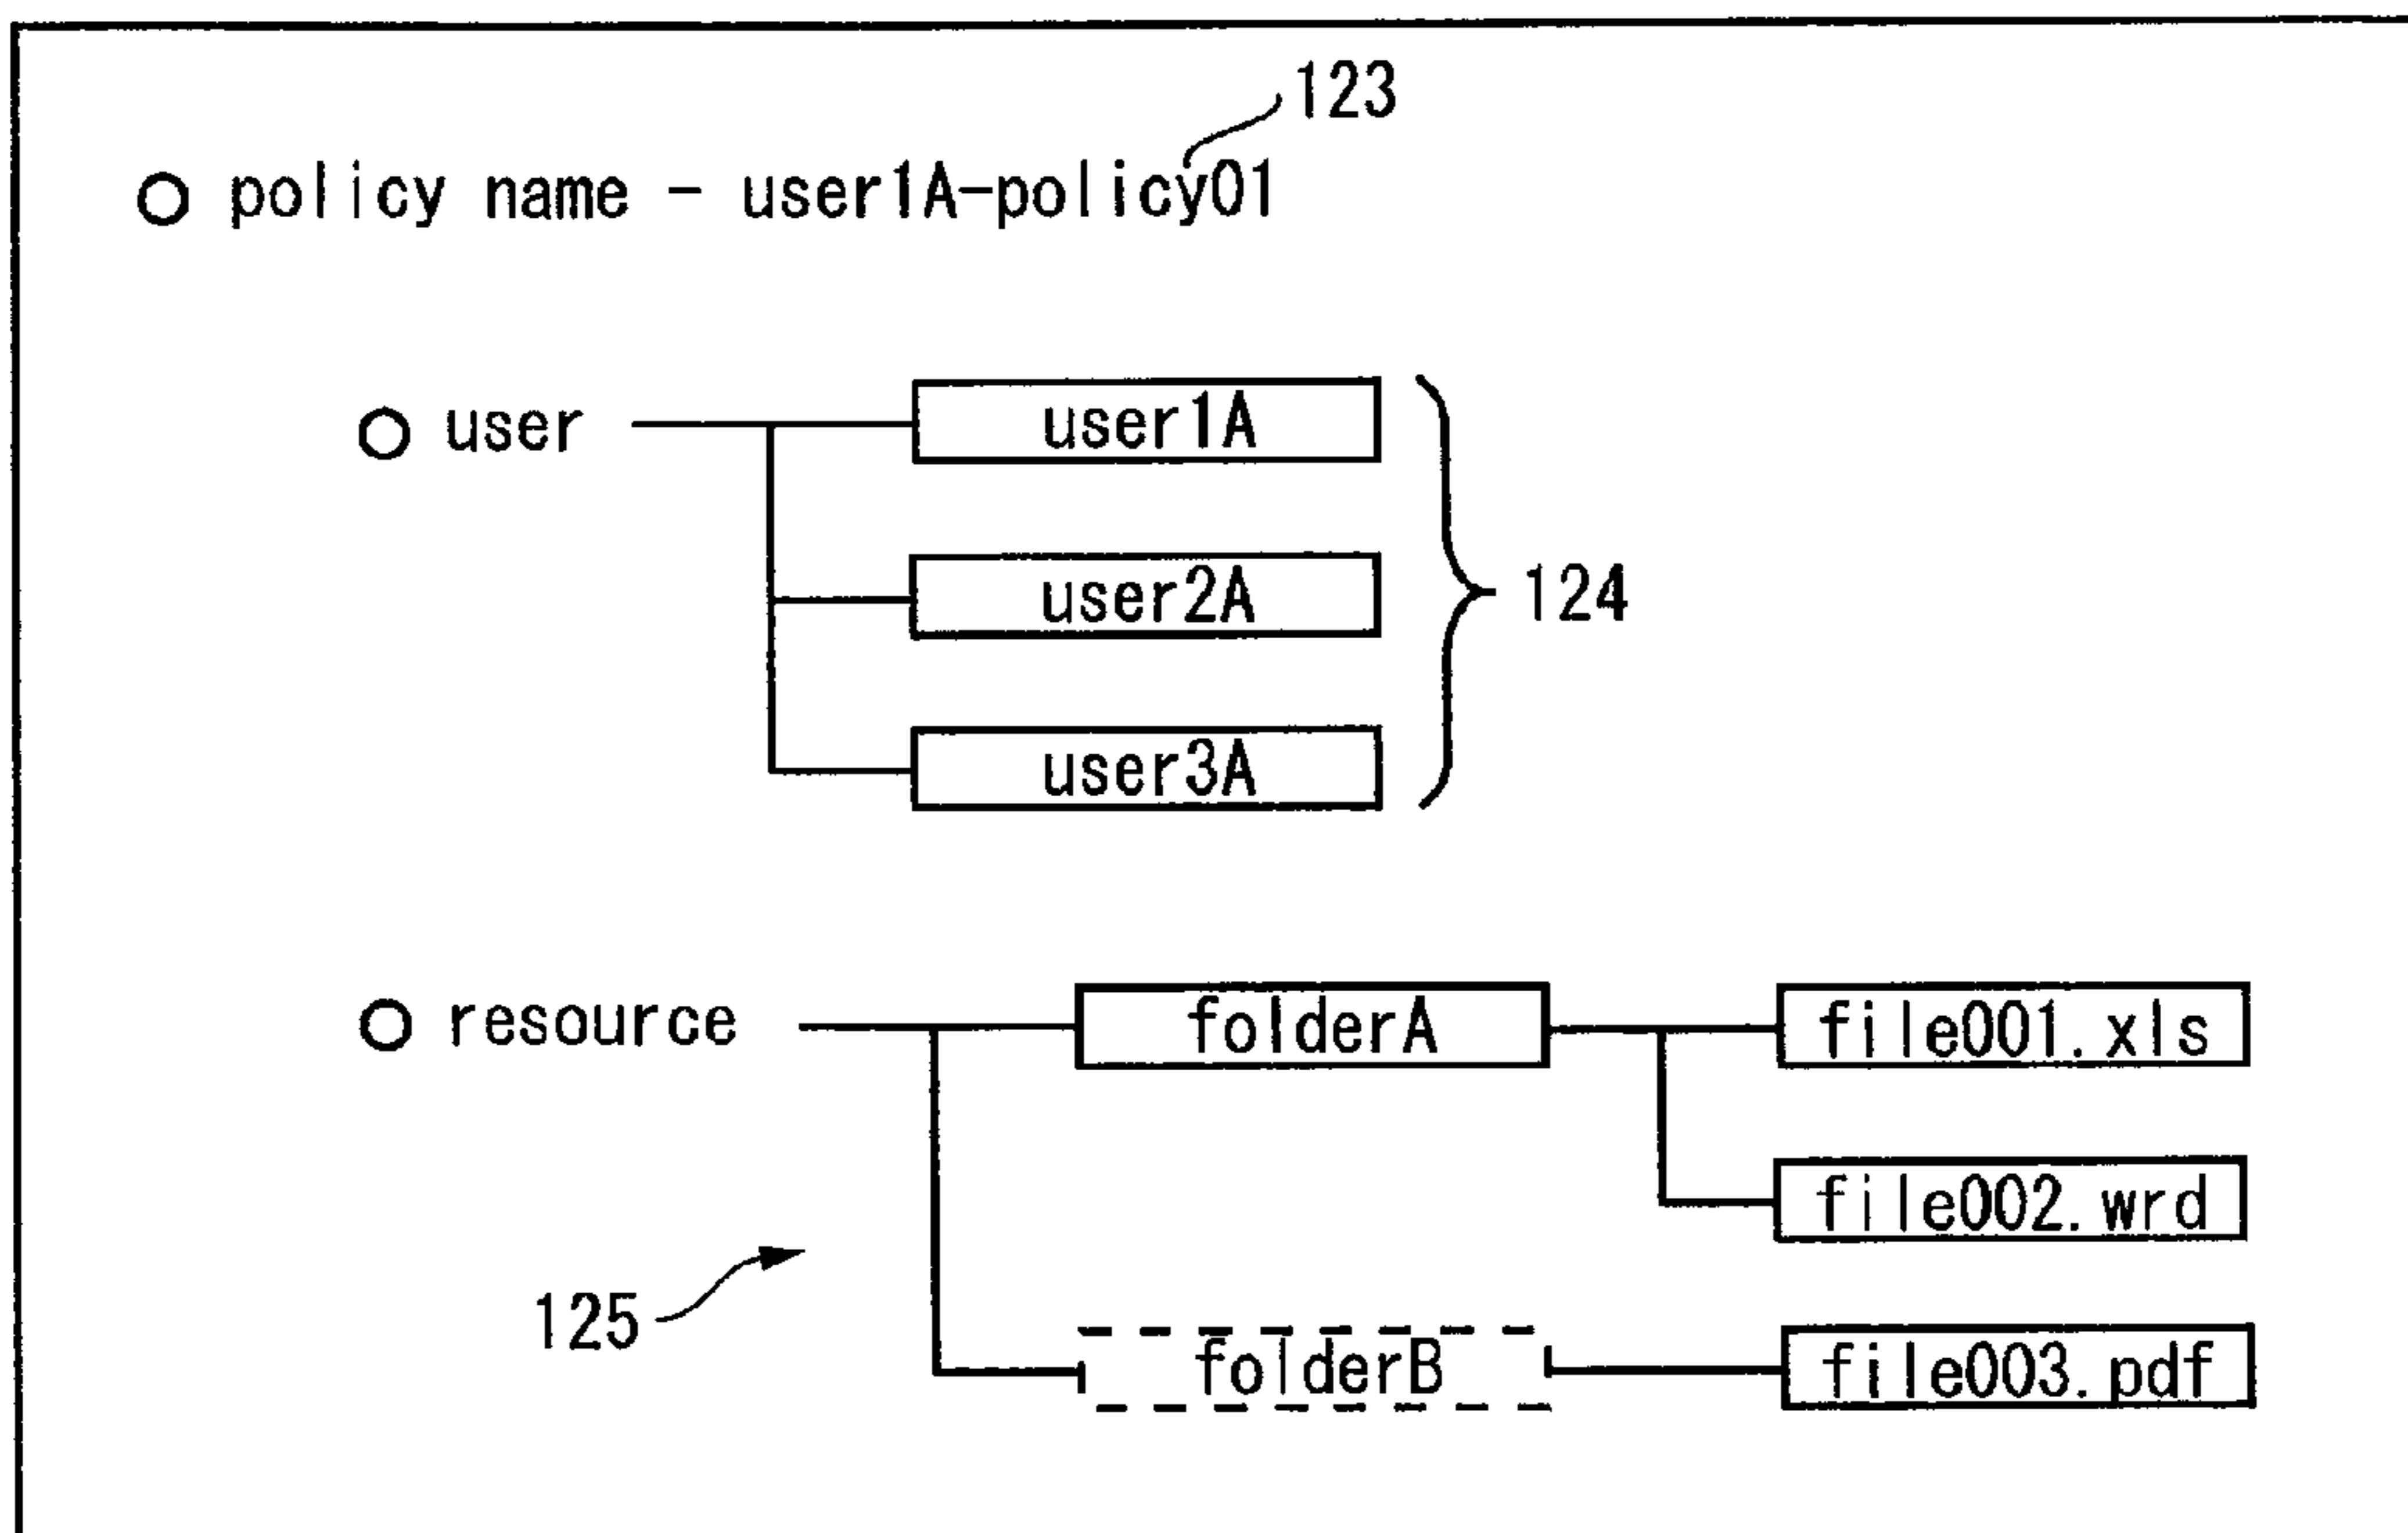 123
policy name - user1A-policy01
user
user1A
user2A
124
user3A
resource
folderA
file001.xls
file002.wrd
125
folderB
file003.pdf